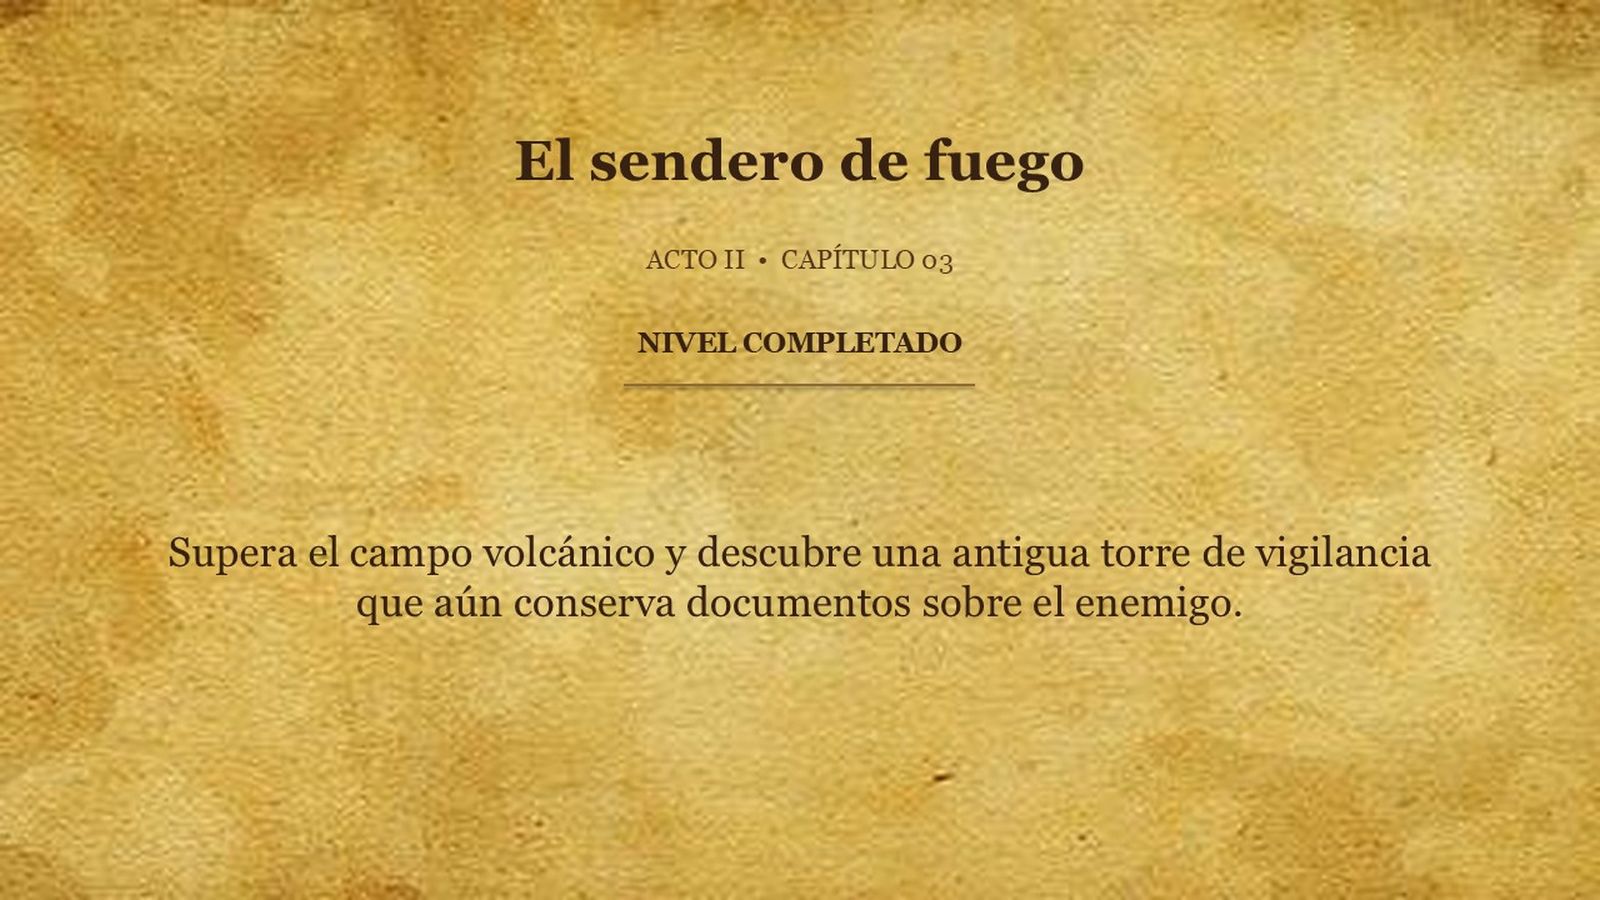 El sendero de fuego
ACTO II • CAPÍTULO 03
NIVEL COMPLETADO
Supera el campo volcánico y descubre una antigua torre de vigilancia
que aún conserva documentos sobre el enemigo.